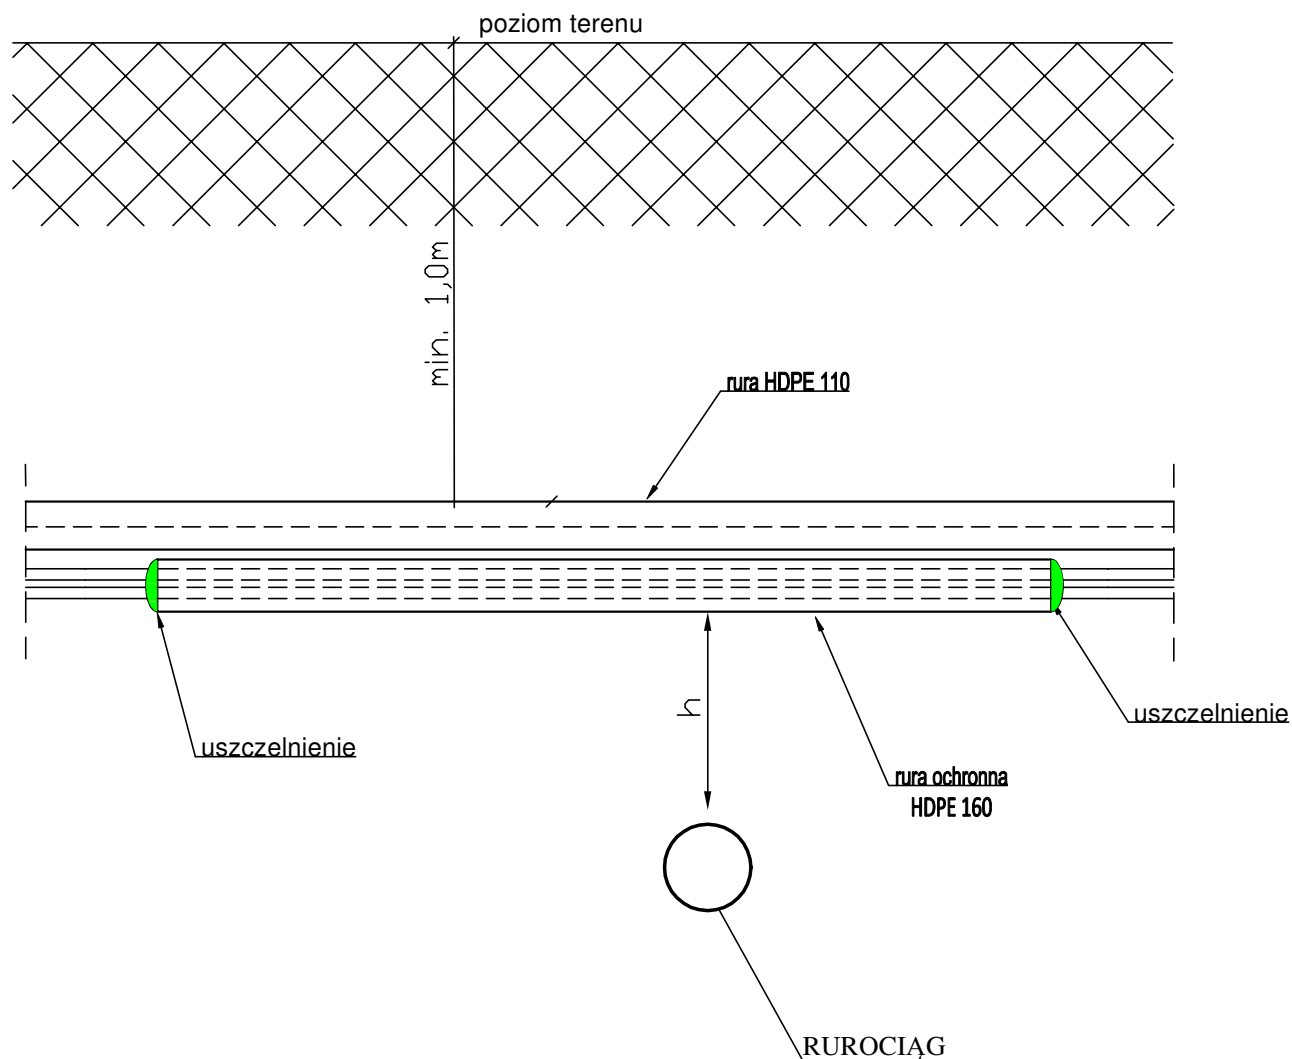 poziom terenu
min. 1,0m
rura HDPE 110
uszczelnienie
uszczelnienie
h
rura ochronna
HDPE 160
RUROCIĄG